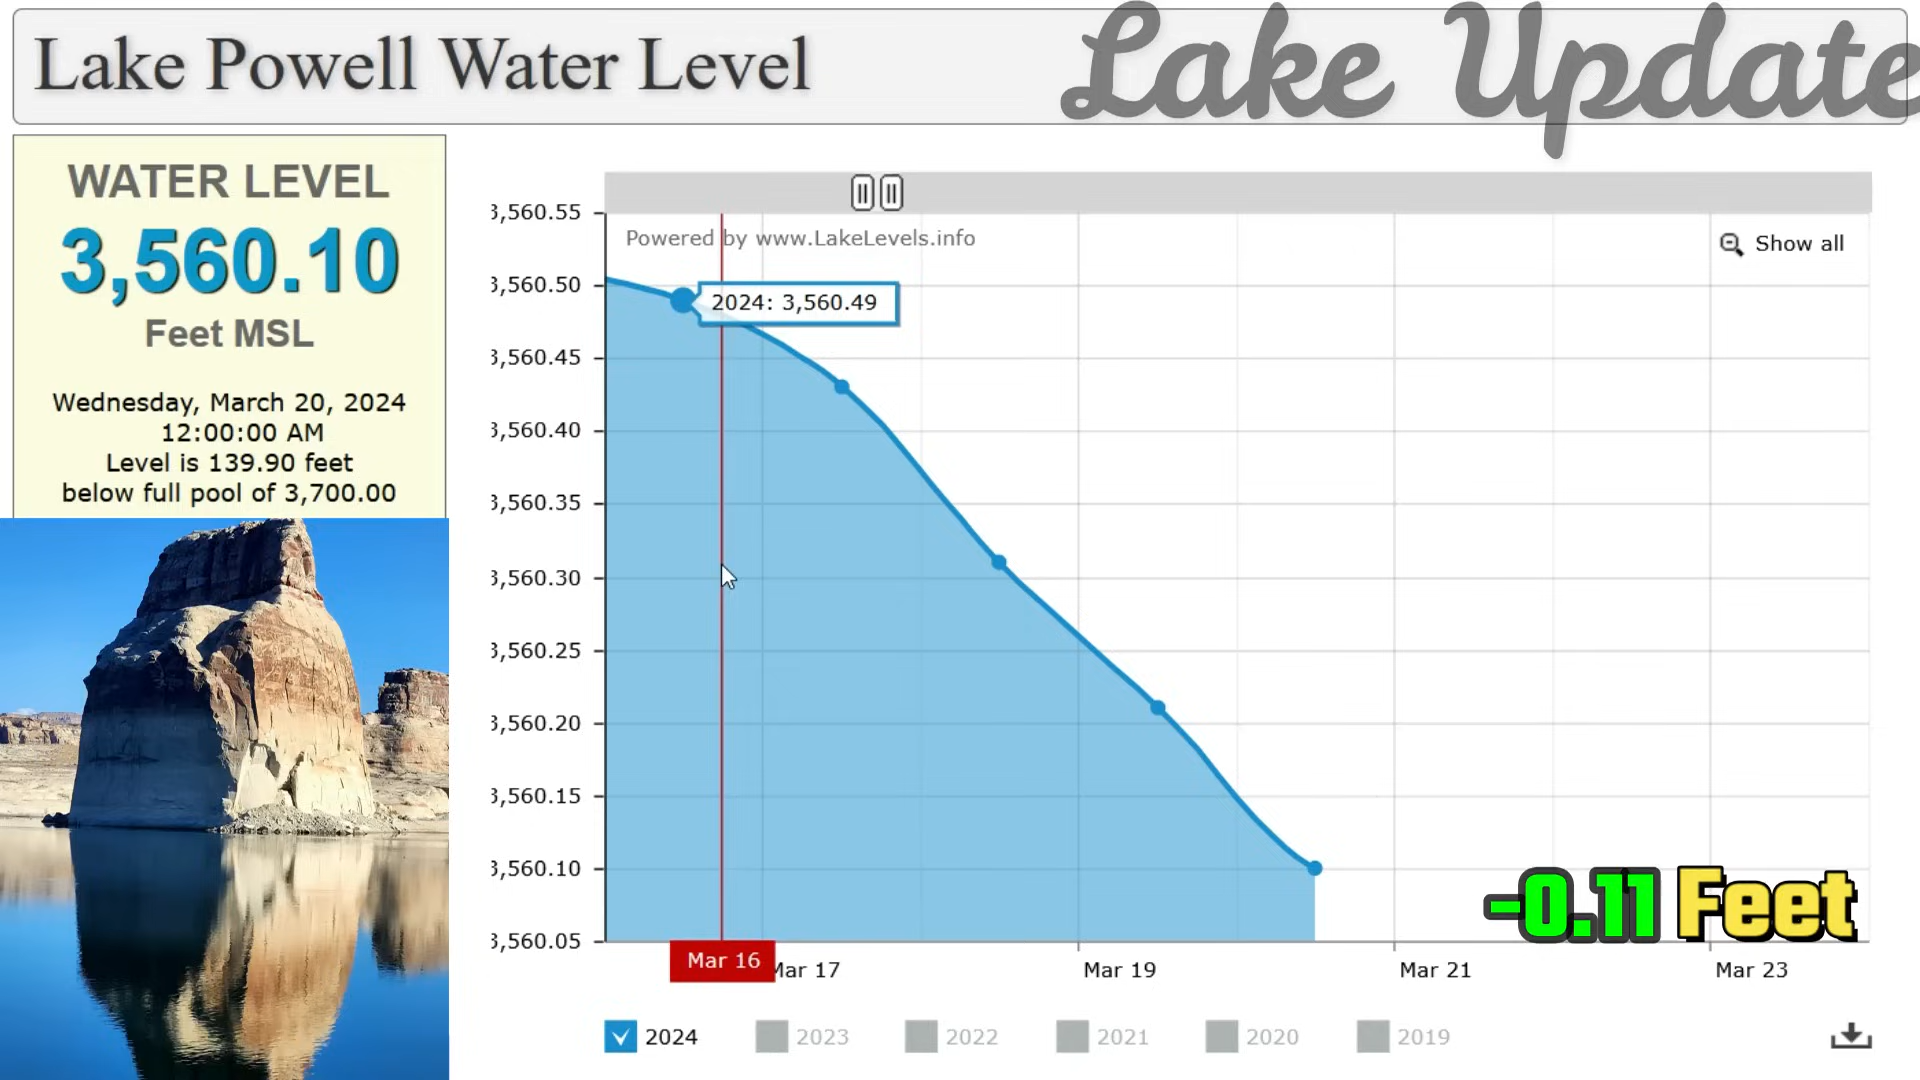 Lake Powell Water Level
Lake Update
WATER LEVEL
3,560.10
Feet MSL
Wednesday, March 20, 2024
12:00:00 AM
Level is 139.90 feet
below full pool of 3,700.00
Powered by www.LakeLevels.info
Show all
3,560.55
3,560.50
3,560.45
3,560.40
3,560.35
3,560.30
3,560.25
3,560.20
3,560.15
3,560.10
3,560.05
2024: 3,560.49
-0.11 Feet
Mar 16
Mar 17
Mar 19
Mar 21
Mar 23
2024
2023
2022
2021
2020
2019